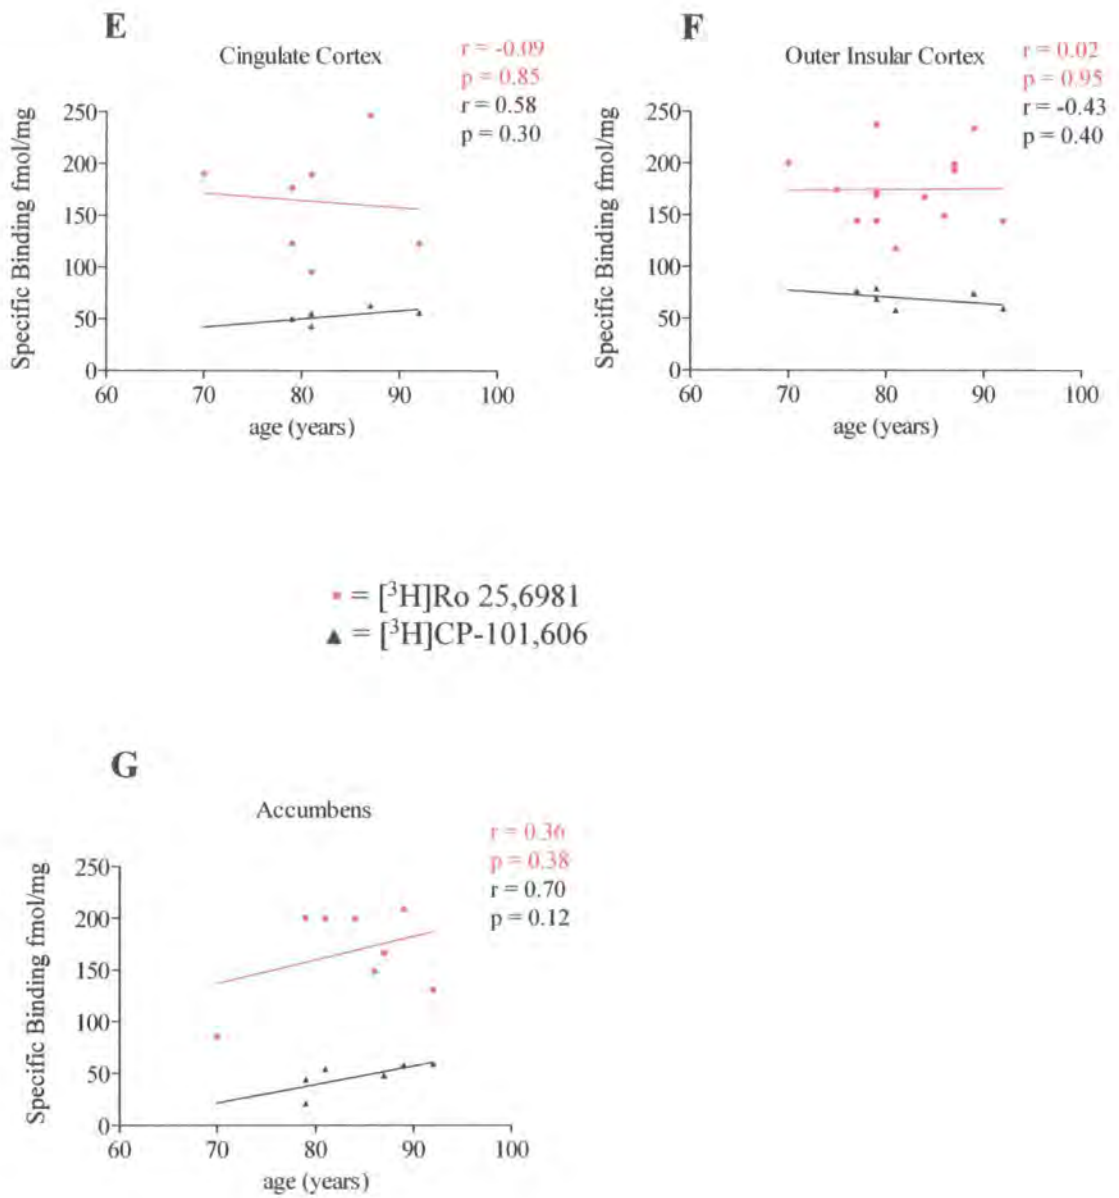 E
Cingulate Cortex
r = -0.09
p = 0.85
r = 0.58
p = 0.30
Specific Binding fmol/mg
250
200
150
100
50
0
60 70 80 90 100
age (years)
F
Outer Insular Cortex
r = 0.02
p = 0.95
r = -0.43
p = 0.40
Specific Binding fmol/mg
250
200
150
100
50
0
60 70 80 90 100
age (years)
▪ = [³H]Ro 25,6981
▲ = [³H]CP-101,606
G
Accumbens
r = 0.36
p = 0.38
r = 0.70
p = 0.12
Specific Binding fmol/mg
250
200
150
100
50
0
60 70 80 90 100
age (years)